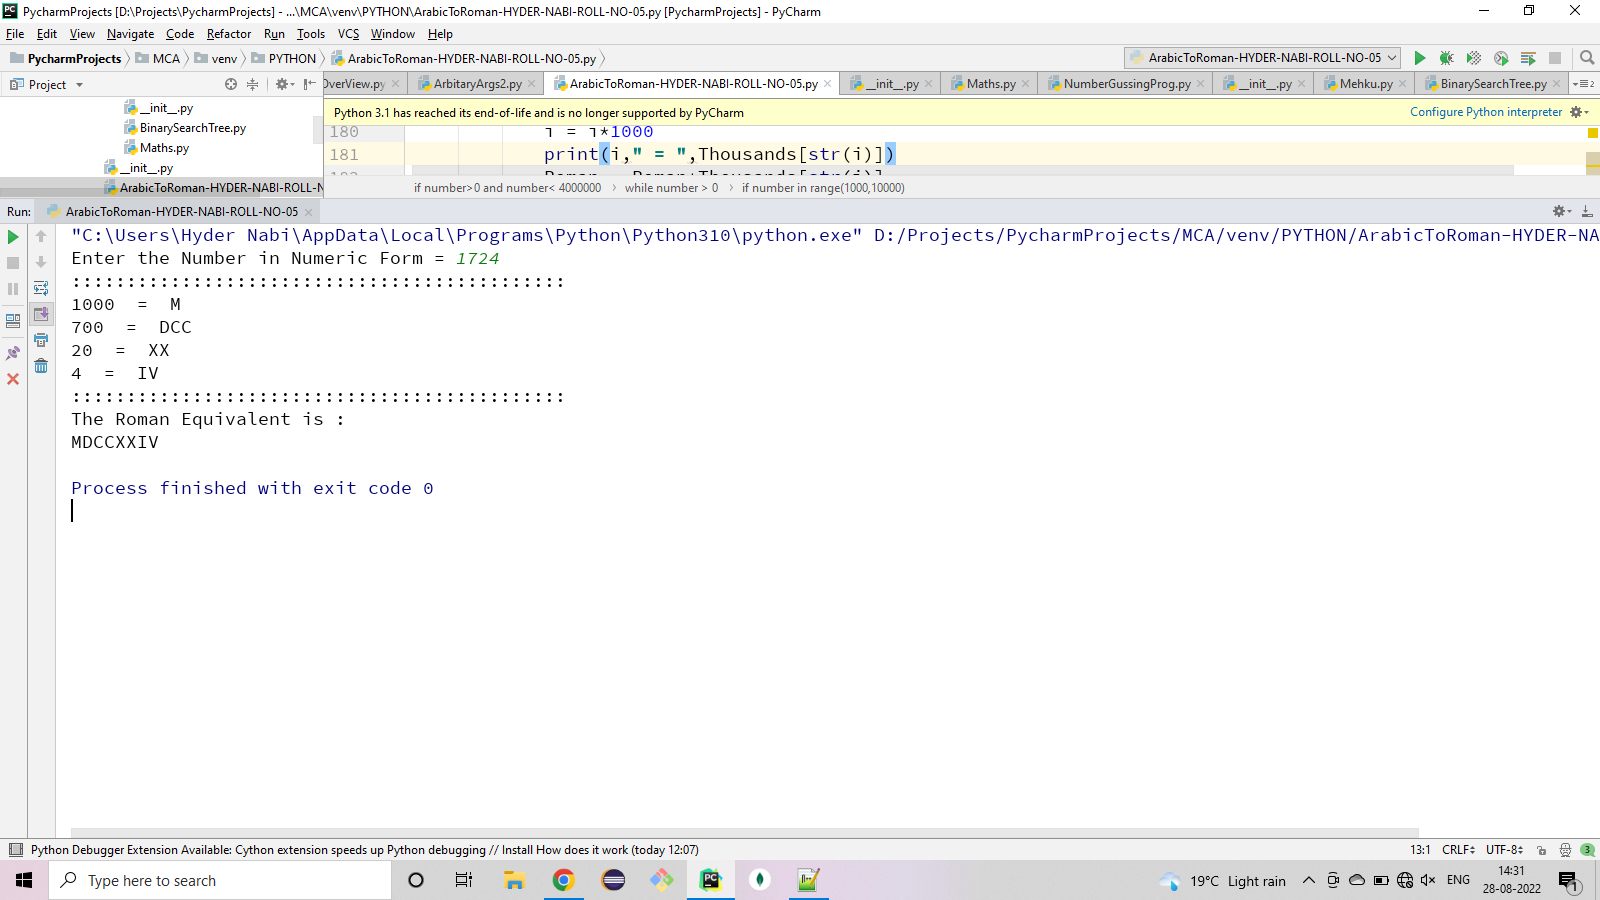 PycharmProjects [D:\Projects\PycharmProjects] - ...\MCA\venv\PYTHON\ArabicToRoman-HYDER-NABI-ROLL-NO-05.py [PycharmProjects] - PyCharm
File Edit View Navigate Code Refactor Run Tools VCS Window Help
PycharmProjects MCA venv PYTHON ArabicToRoman-HYDER-NABI-ROLL-NO-05.py ArabicToRoman-HYDER-NABI-ROLL-NO-05
Project OverView.py ArbitaryArgs2.py ArabicToRoman-HYDER-NABI-ROLL-NO-05.py __init__.py Maths.py NumberGussingProg.py __init__.py Mehku.py BinarySearchTree.py
__init__.py
BinarySearchTree.py
Maths.py
__init__.py
ArabicToRoman-HYDER-NABI-ROLL-N
Python 3.1 has reached its end-of-life and is no longer supported by PyCharm Configure Python interpreter
180 i = i*1000
181 print(i," = ",Thousands[str(i)])
if number>0 and number< 4000000 while number > 0 if number in range(1000,10000)
Run: ArabicToRoman-HYDER-NABI-ROLL-NO-05
"C:\Users\Hyder Nabi\AppData\Local\Programs\Python\Python310\python.exe" D:/Projects/PycharmProjects/MCA/venv/PYTHON/ArabicToRoman-HYDER-NA
Enter the Number in Numeric Form = 1724
:::::::::::::::::::::::::::::::::::::::::::::
1000  =  M
700  =  DCC
20  =  XX
4  =  IV
:::::::::::::::::::::::::::::::::::::::::::::
The Roman Equivalent is :
MDCCXXIV
Process finished with exit code 0
Python Debugger Extension Available: Cython extension speeds up Python debugging // Install How does it work (today 12:07) 13:1 CRLF UTF-8 3
Type here to search 19°C Light rain ENG 14:31
28-08-2022 1